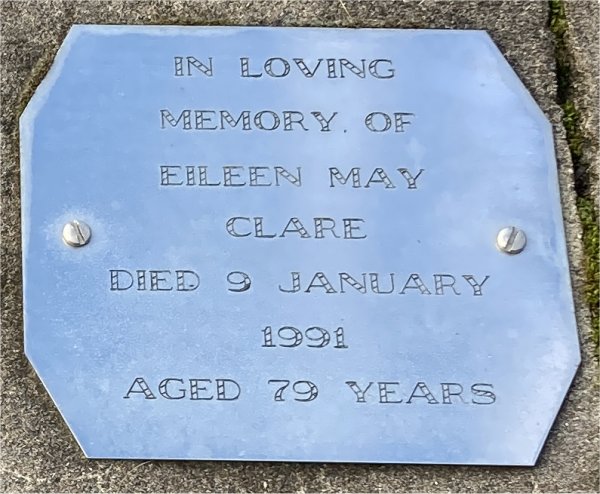 IN LOVING
MEMORY. OF
EILEEN MAY
CLARE
DIED 9 JANUARY
1991
AGED 79 YEARS